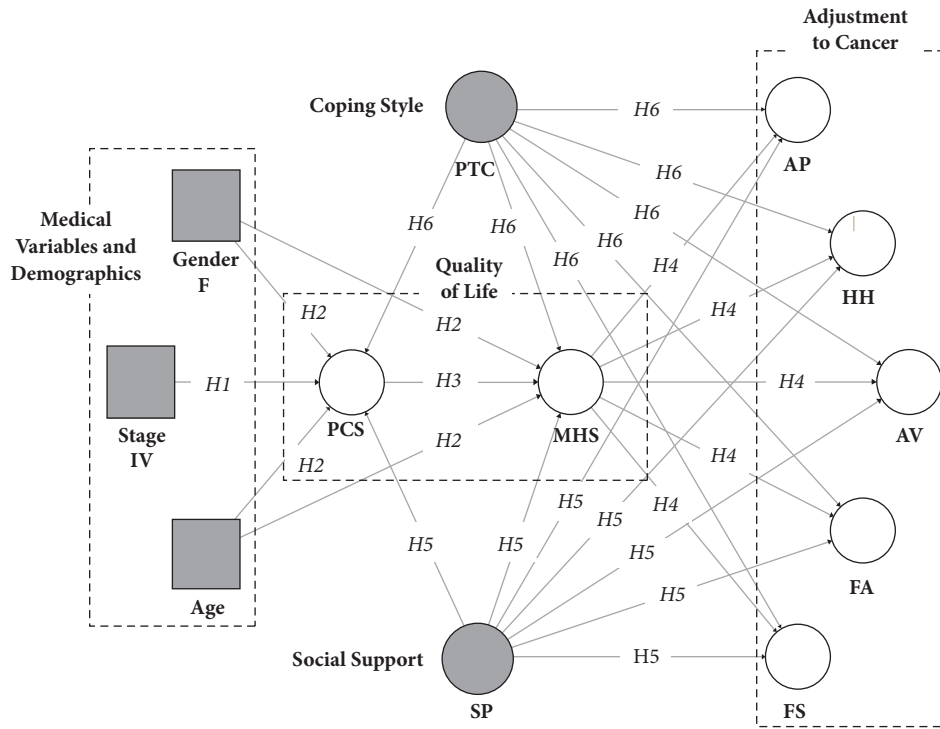 Adjustment
to Cancer
Coping Style
PTC
H6
AP
Medical
Variables and
Demographics
Gender
F
H6
H6
H6
H6
H6
H6
Quality
of Life
H4
HH
H2
H2
H4
H1
H3
H4
Stage
IV
PCS
MHS
AV
H2
H2
H4
H5
H4
H5
H5
H5
H5
H5
Age
FA
Social Support
SP
H5
FS